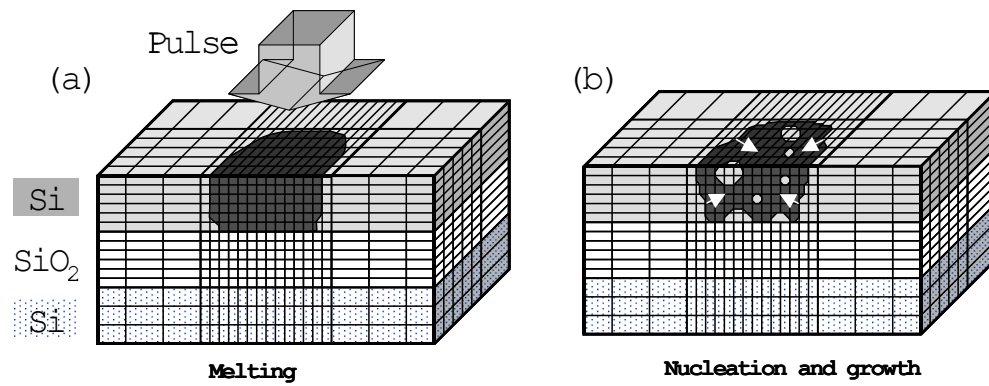 Pulse
(a)
(b)
Si
SiO₂
Si
Melting
Nucleation and growth